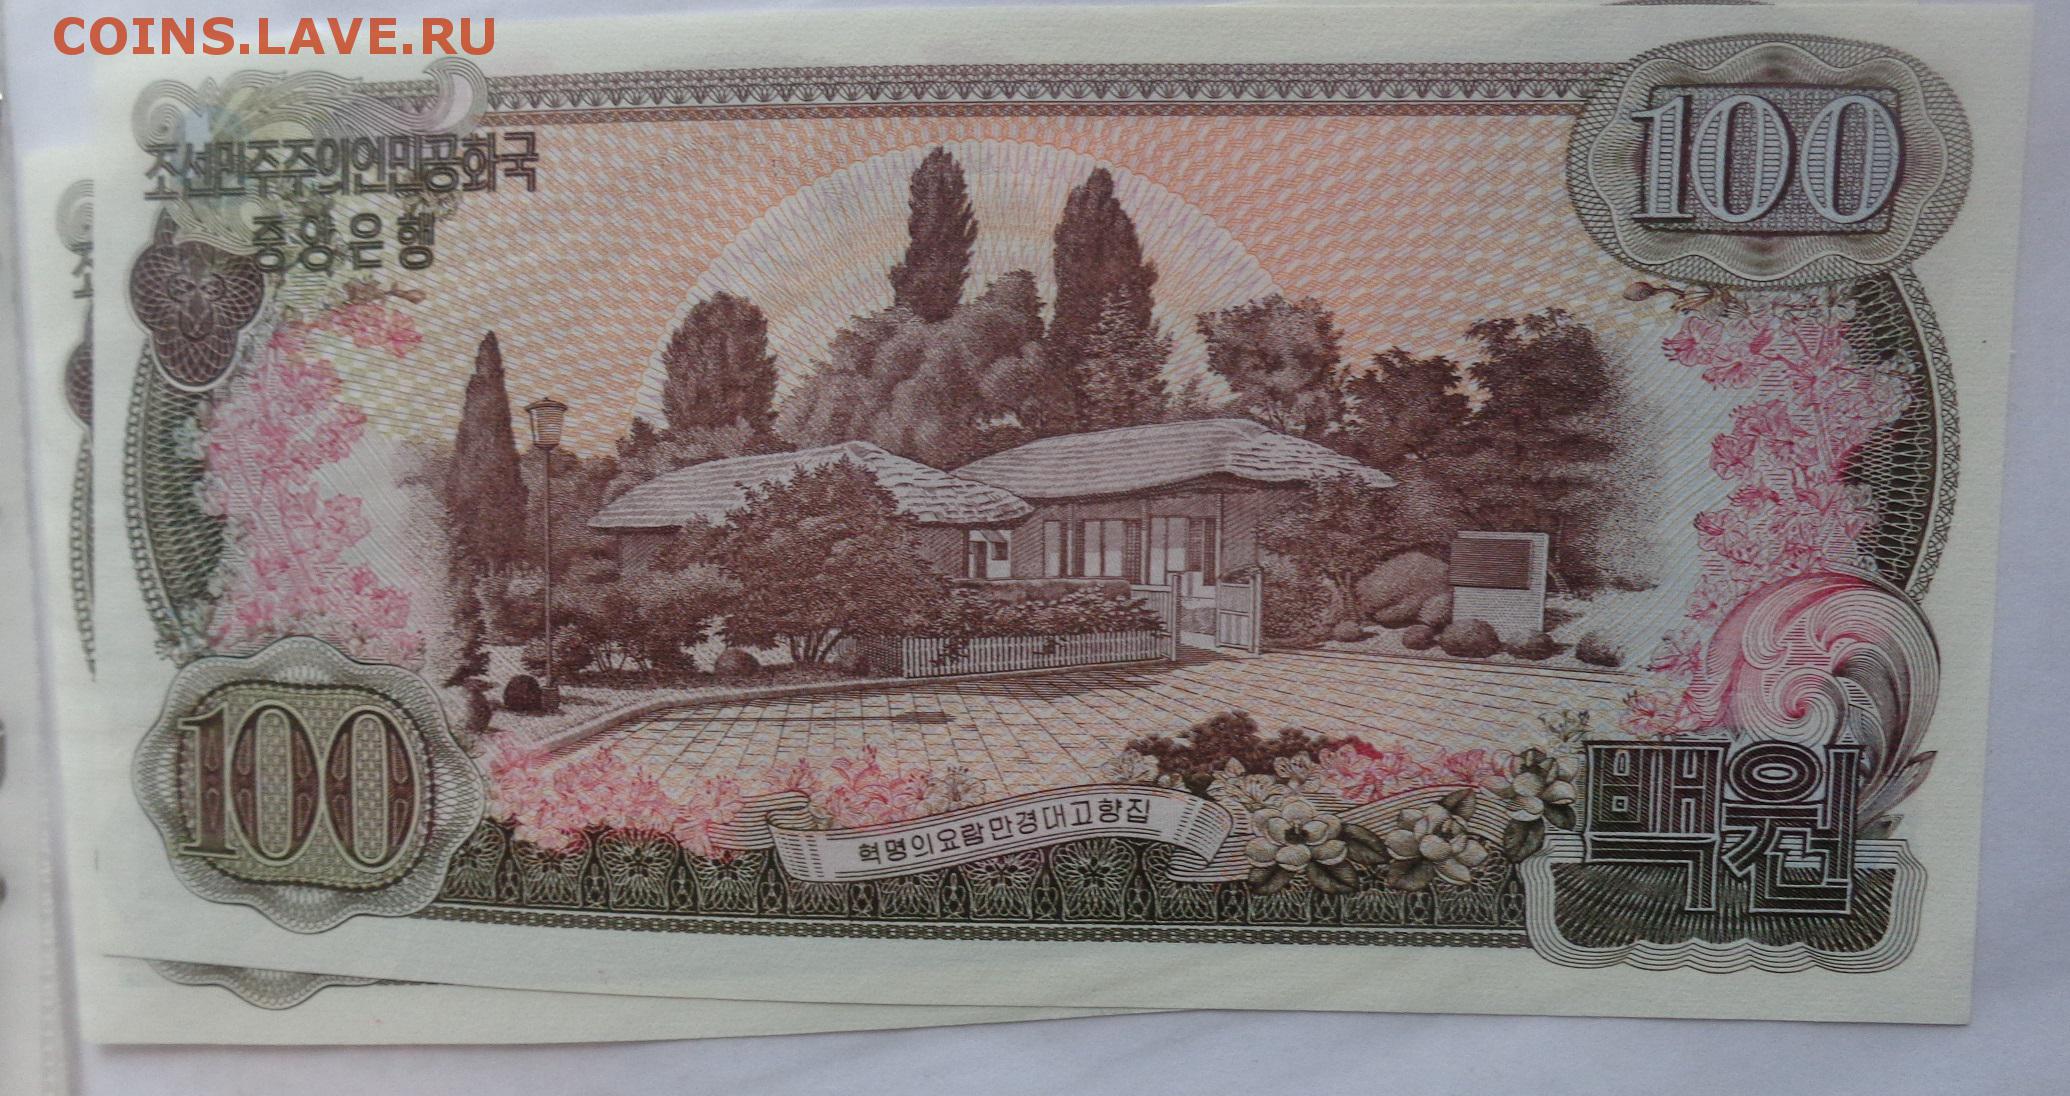 COINS.LAVE.RU
조선민주주의인민공화국
중앙은행
100
100
혁명의 요람 만경대 고향집
백원